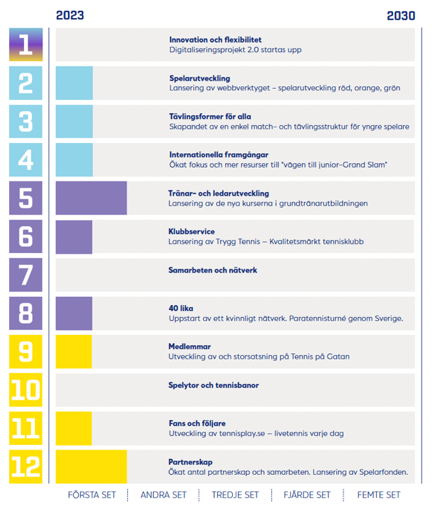 2023 2030
1 Innovation och flexibilitet
Digitaliseringsprojekt 2.0 startas upp
2 Spelarutveckling
Lansering av webbverktyget – spelarutveckling röd, orange, grön
3 Tävlingsformer för alla
Skapandet av en enkel match- och tävlingsstruktur för yngre spelare
4 Internationella framgångar
Ökat fokus och mer resurser till "vägen till junior-Grand Slam"
5 Tränar- och ledarutveckling
Lansering av de nya kurserna i grundtränarutbildningen
6 Klubbservice
Lansering av Trygg Tennis – Kvalitetsmärkt tennisklubb
7 Samarbeten och nätverk
8 40 lika
Uppstart av ett kvinnligt nätverk. Paratennisturné genom Sverige.
9 Medlemmar
Utveckling av och storsatsning på Tennis på Gatan
10 Spelytor och tennisbanor
11 Fans och följare
Utveckling av tennisplay.se – livetennis varje dag
12 Partnerskap
Ökat antal partnerskap och samarbeten. Lansering av Spelarfonden.
FÖRSTA SET ANDRA SET TREDJE SET FJÄRDE SET FEMTE SET